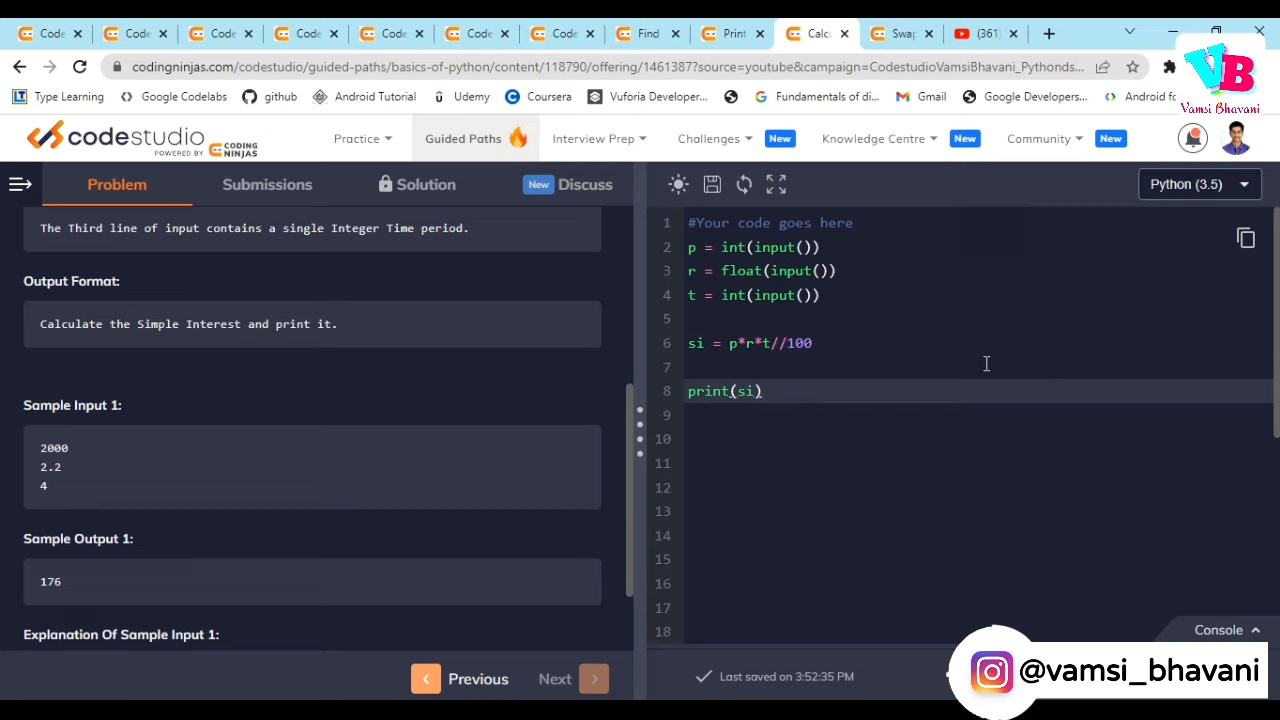 Code
Code
Code
Code
Code
Code
Code
Find
Print
Calcu
Swap
(361)
codingninjas.com/codestudio/guided-paths/basics-of-python/content/118790/offering/1461387?source=youtube&campaign=CodestudioVamsiBhavani_Pythonds...
VB
Vamsi Bhavani
Type Learning
Google Codelabs
github
Android Tutorial
Udemy
Coursera
Vuforia Developer...
Fundamentals of di...
Gmail
Google Developers...
Android fo
codestudio
POWERED BY CODING NINJAS
Practice
Guided Paths
Interview Prep
Challenges
New
Knowledge Centre
New
Community
New
Problem
Submissions
Solution
New
Discuss
Python (3.5)
The Third line of input contains a single Integer Time period.
Output Format:
Calculate the Simple Interest and print it.
Sample Input 1:
2000
2.2
4
Sample Output 1:
176
Explanation Of Sample Input 1:
Previous
Next
1 #Your code goes here
2 p = int(input())
3 r = float(input())
4 t = int(input())
5
6 si = p*r*t//100
7
8 print(si)
9
10
11
12
13
14
15
16
17
18
Console
Last saved on 3:52:35 PM
@vamsi_bhavani